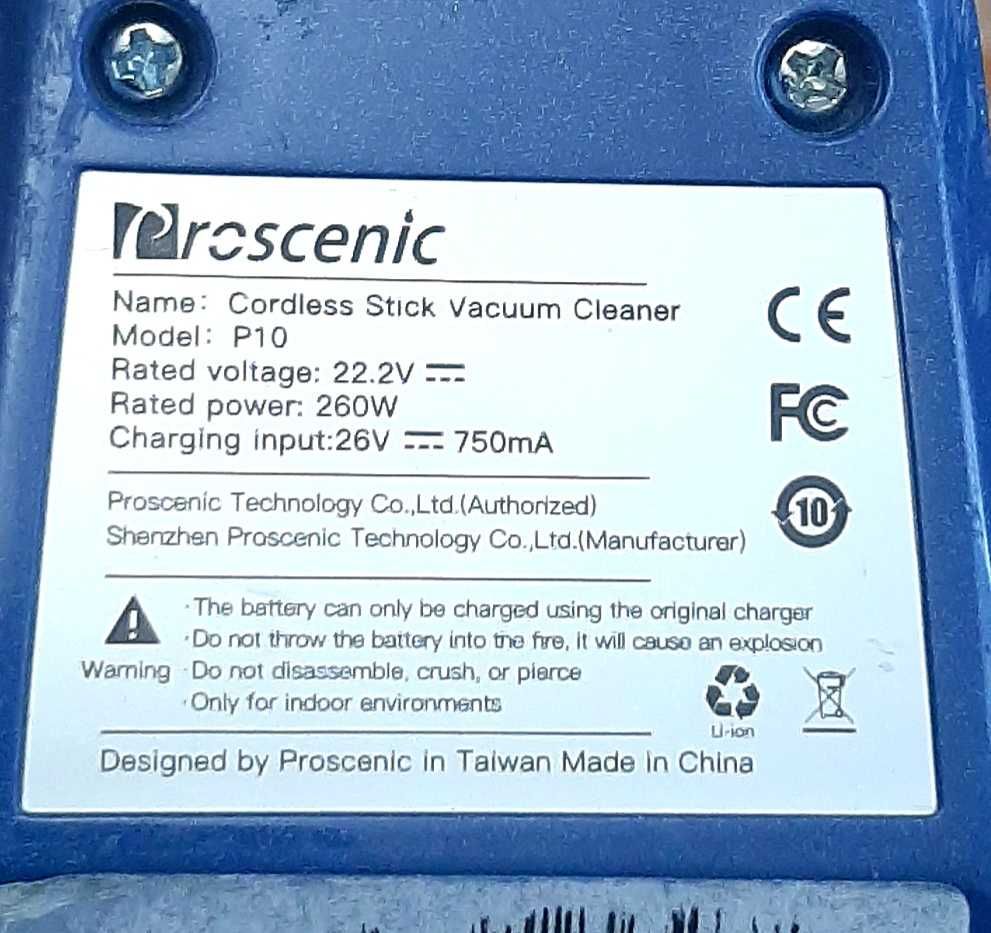 Proscenic
Name: Cordless Stick Vacuum Cleaner
Model: P10
Rated voltage: 22.2V
Rated power: 260W
Charging input:26V 750mA
CE
FC
10
Proscenic Technology Co.,Ltd.(Authorized)
Shenzhen Proscenic Technology Co.,Ltd.(Manufacturer)
·The battery can only be charged using the original charger
·Do not throw the battery into the fire, it will cause an explosion
Warning ·Do not disassemble, crush, or pierce
·Only for indoor environments
Li-ion
Designed by Proscenic in Taiwan Made in China